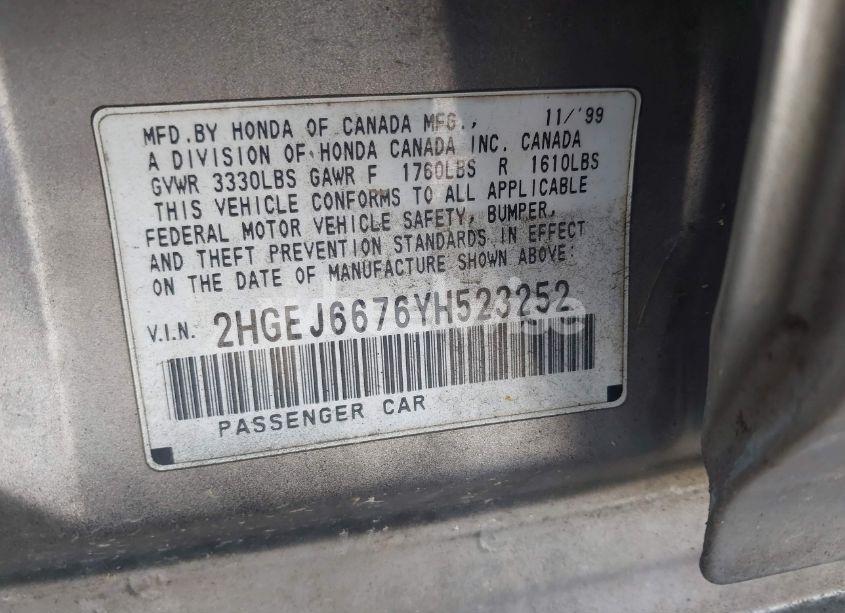 MFD.BY HONDA OF CANADA MFG., 11/'99
A DIVISION OF HONDA CANADA INC. CANADA
GVWR 3330LBS GAWR F 1760LBS R 1610LBS
THIS VEHICLE CONFORMS TO ALL APPLICABLE
FEDERAL MOTOR VEHICLE SAFETY, BUMPER,
AND THEFT PREVENTION STANDARDS IN EFFECT
ON THE DATE OF MANUFACTURE SHOWN ABOVE.
V.I.N. 2HGEJ6676YH523252
PASSENGER CAR